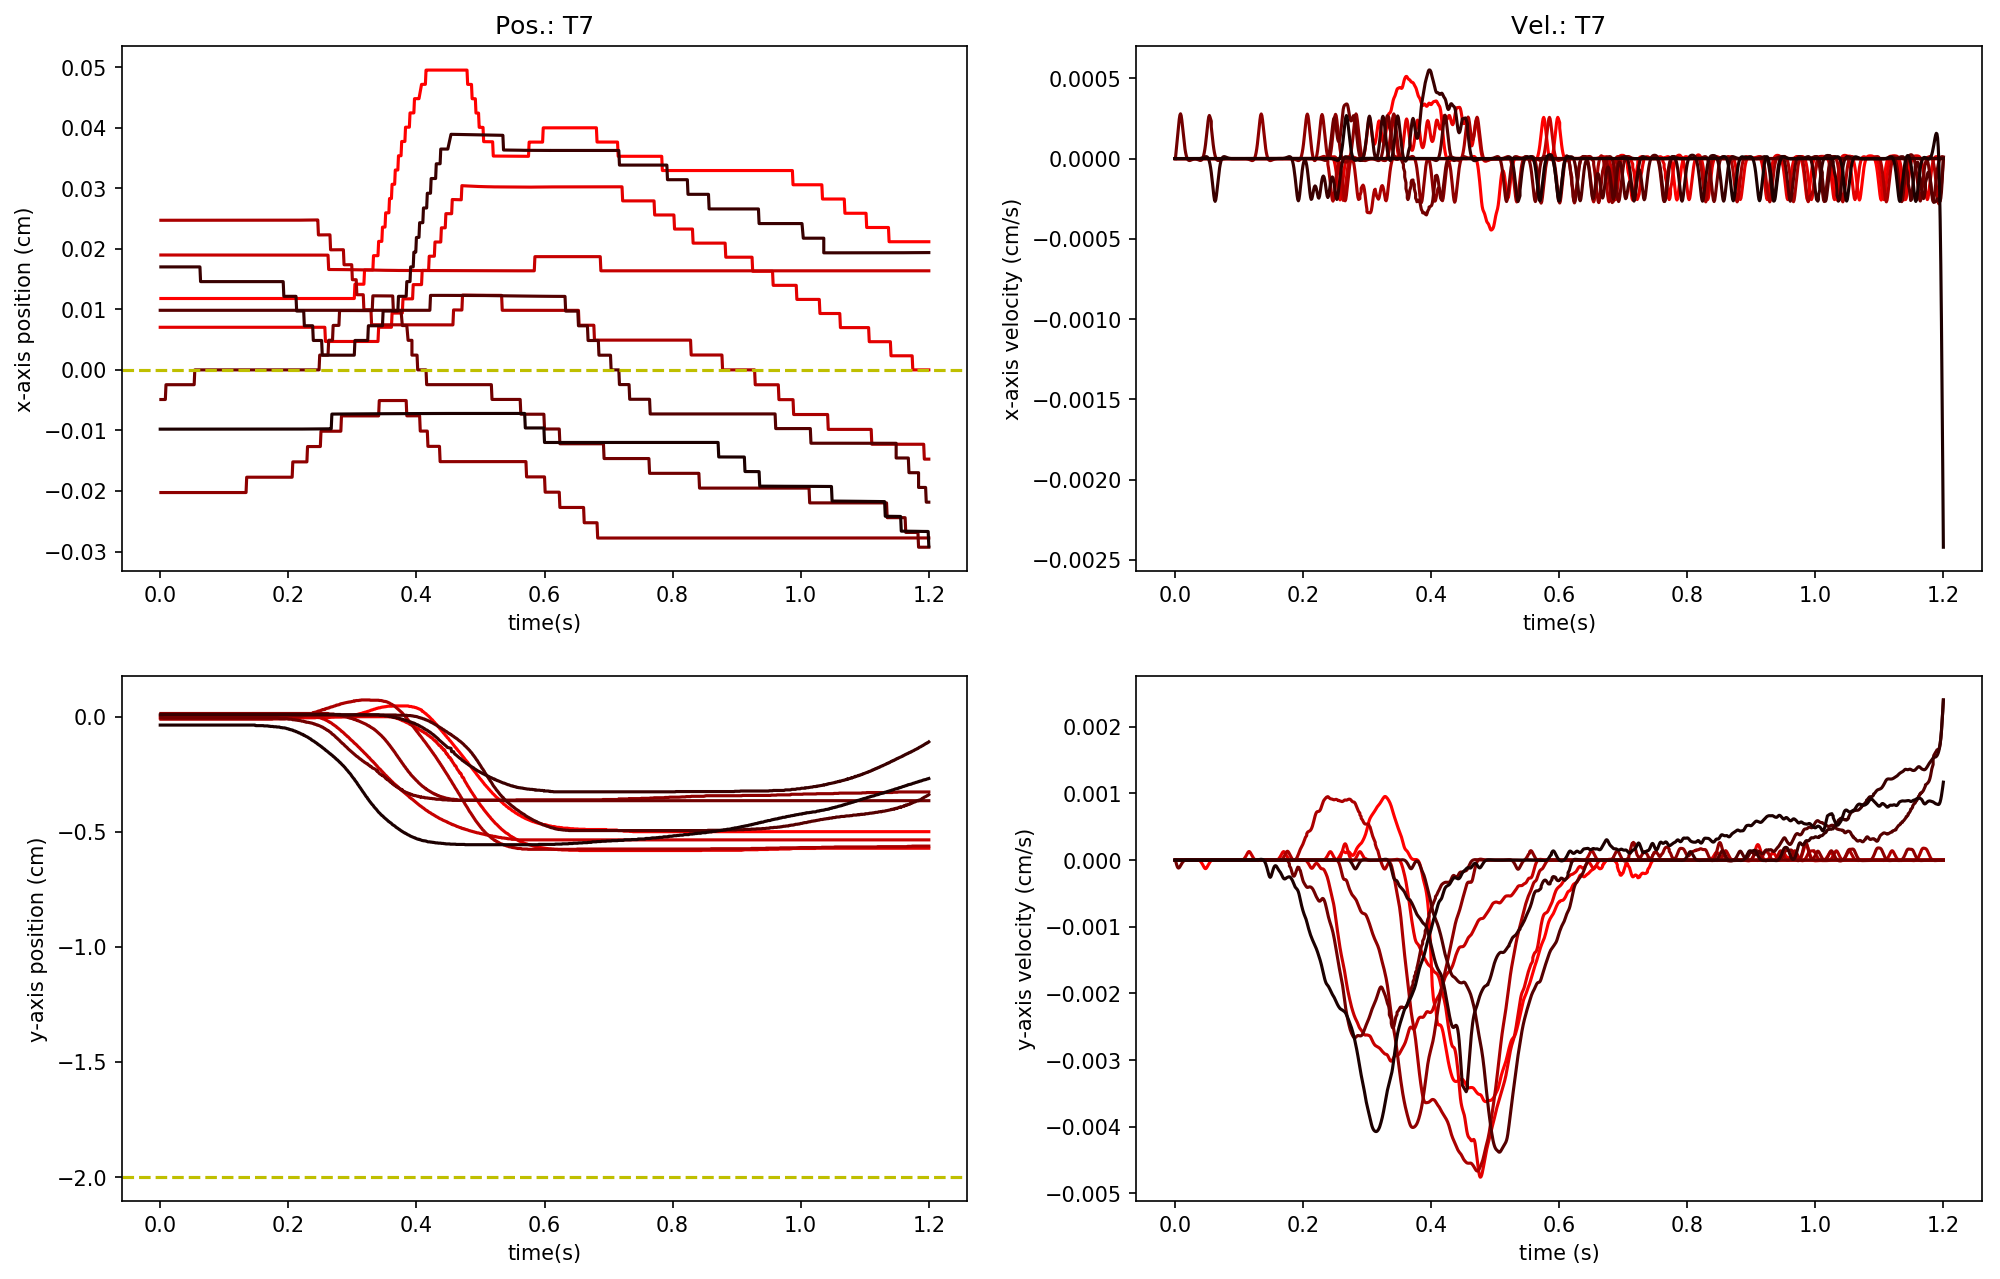 Pos.: T7
Vel.: T7
x-axis position (cm)
0.05
0.04
0.03
0.02
0.01
0.00
−0.01
−0.02
−0.03
0.0 0.2 0.4 0.6 0.8 1.0 1.2
time(s)
x-axis velocity (cm/s)
0.0005
0.0000
−0.0005
−0.0010
−0.0015
−0.0020
−0.0025
0.0 0.2 0.4 0.6 0.8 1.0 1.2
time(s)
y-axis position (cm)
0.0
−0.5
−1.0
−1.5
−2.0
0.0 0.2 0.4 0.6 0.8 1.0 1.2
time(s)
y-axis velocity (cm/s)
0.002
0.001
0.000
−0.001
−0.002
−0.003
−0.004
−0.005
0.0 0.2 0.4 0.6 0.8 1.0 1.2
time (s)